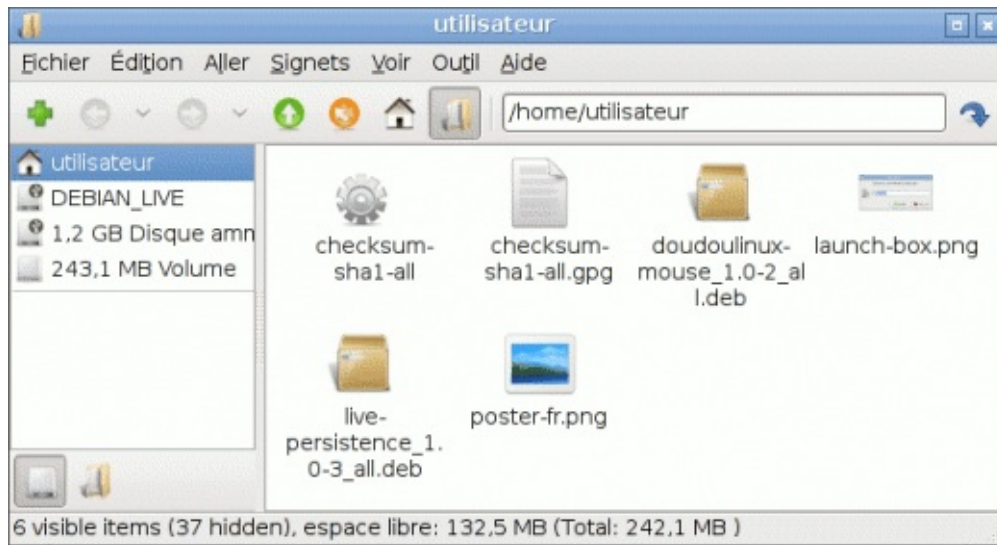 utilisateur
Fichier Édition Aller Signets Voir Outil Aide
/home/utilisateur
utilisateur
DEBIAN_LIVE
1,2 GB Disque amn
243,1 MB Volume
checksum-
sha1-all
checksum-
sha1-all.gpg
doudoulinux-
mouse_1.0-2_al
l.deb
launch-box.png
live-
persistence_1.
0-3_all.deb
poster-fr.png
6 visible items (37 hidden), espace libre: 132,5 MB (Total: 242,1 MB )